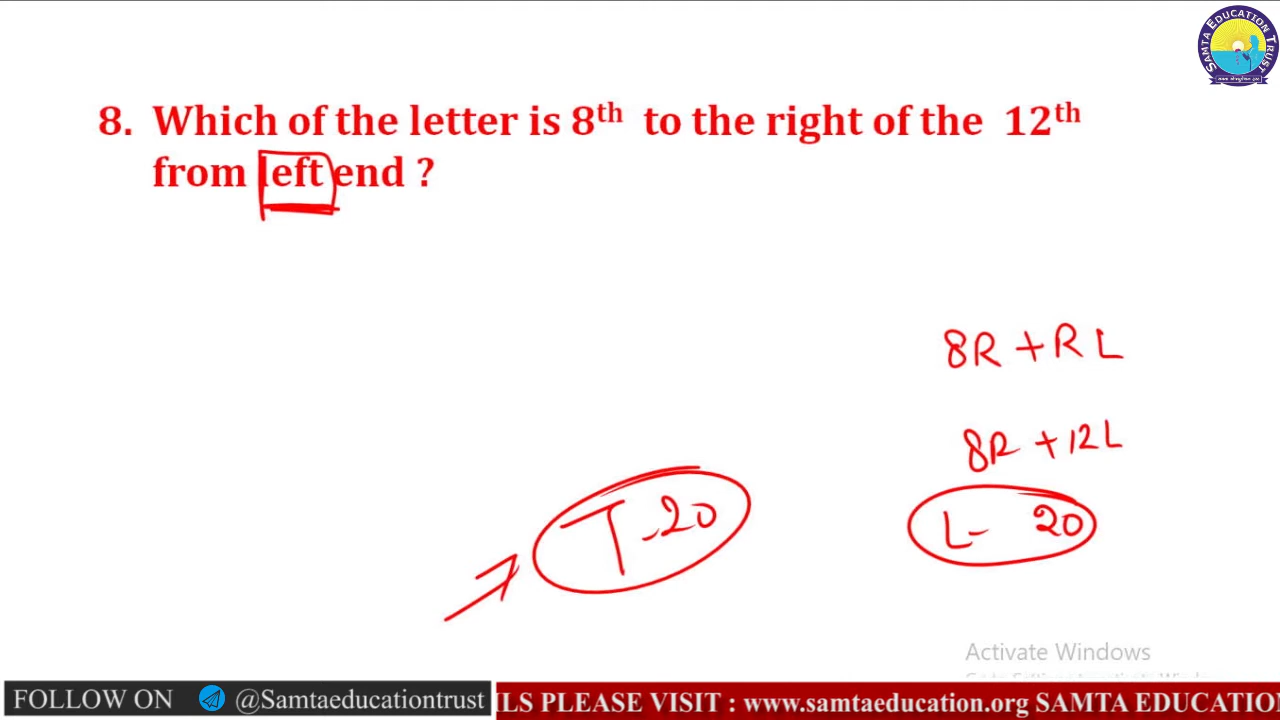 SAMTA EDUCATION TRUST
8. Which of the letter is 8th to the right of the 12th
from left end ?
8R + R L
8R + 12L
T - 20
L - 20
Activate Windows
FOLLOW ON @Samtaeducationtrust
ILS PLEASE VISIT : www.samtaeducation.org SAMTA EDUCATIO